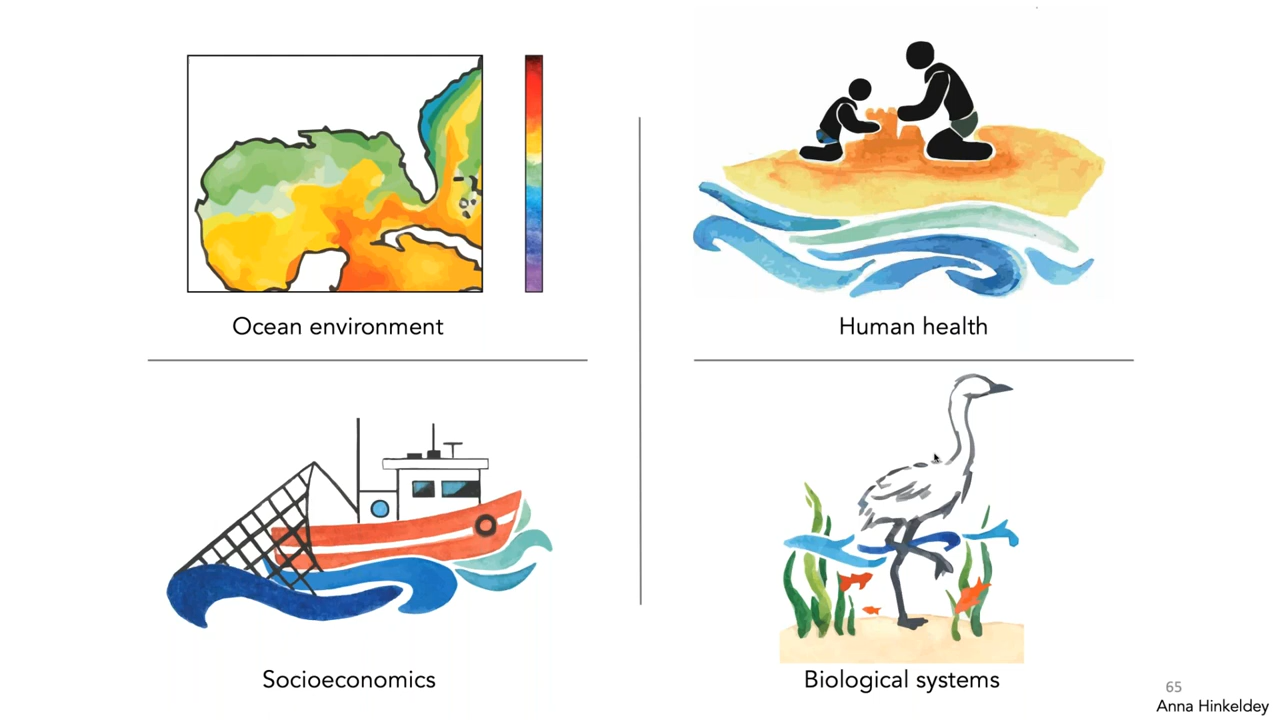 Ocean environment
Human health
Socioeconomics
Biological systems
65
Anna Hinkeldey